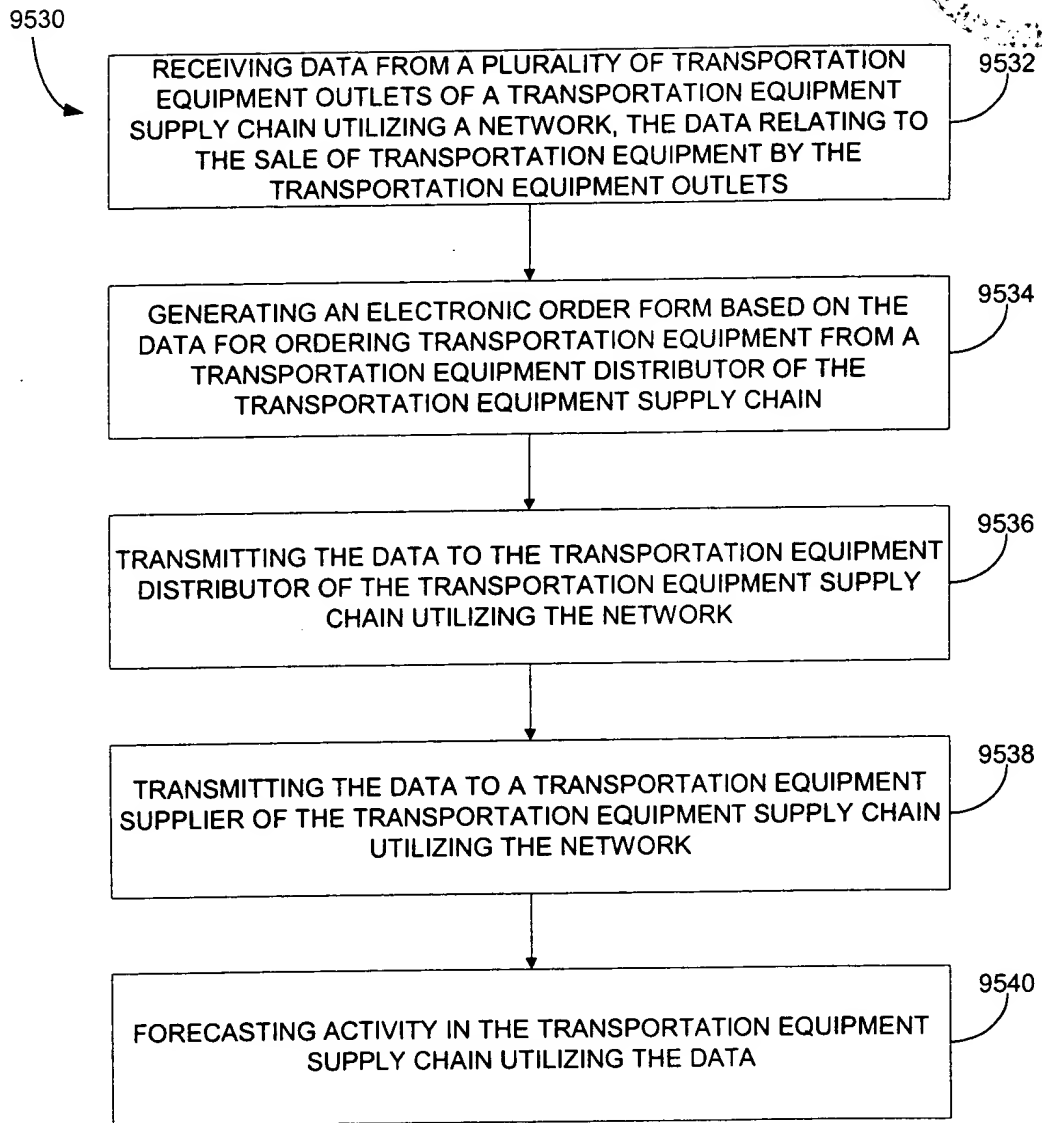 9530
RECEIVING DATA FROM A PLURALITY OF TRANSPORTATION
EQUIPMENT OUTLETS OF A TRANSPORTATION EQUIPMENT
SUPPLY CHAIN UTILIZING A NETWORK, THE DATA RELATING TO
THE SALE OF TRANSPORTATION EQUIPMENT BY THE
TRANSPORTATION EQUIPMENT OUTLETS
9532
GENERATING AN ELECTRONIC ORDER FORM BASED ON THE
DATA FOR ORDERING TRANSPORTATION EQUIPMENT FROM A
TRANSPORTATION EQUIPMENT DISTRIBUTOR OF THE
TRANSPORTATION EQUIPMENT SUPPLY CHAIN
9534
TRANSMITTING THE DATA TO THE TRANSPORTATION EQUIPMENT
DISTRIBUTOR OF THE TRANSPORTATION EQUIPMENT SUPPLY
CHAIN UTILIZING THE NETWORK
9536
TRANSMITTING THE DATA TO A TRANSPORTATION EQUIPMENT
SUPPLIER OF THE TRANSPORTATION EQUIPMENT SUPPLY CHAIN
UTILIZING THE NETWORK
9538
FORECASTING ACTIVITY IN THE TRANSPORTATION EQUIPMENT
SUPPLY CHAIN UTILIZING THE DATA
9540